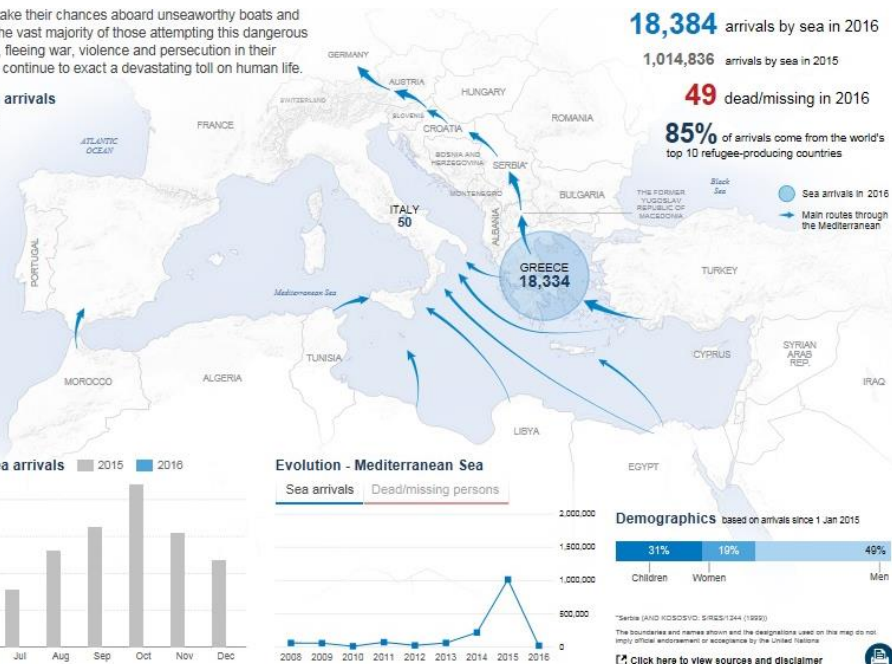 ake their chances aboard unseaworthy boats and
he vast majority of those attempting this dangerous
fleeing war, violence and persecution in their
continue to exact a devastating toll on human life.
arrivals
18,384 arrivals by sea in 2016
1,014,836 arrivals by sea in 2015
49 dead/missing in 2016
85% of arrivals come from the world's
top 10 refugee-producing countries
Sea arrivals in 2016
Main routes through
the Mediterranean
GERMANY
AUSTRIA
SWITZERLAND
HUNGARY
FRANCE
SLOVENIA
CROATIA
ROMANIA
ATLANTIC
OCEAN
BOSNIA AND
HERZEGOVINA
SERBIA*
MONTENEGRO
BULGARIA
THE FORMER
YUGOSLAV
REPUBLIC OF
MACEDONIA
Black
Sea
ITALY
50
ALBANIA
PORTUGAL
GREECE
18,334
TURKEY
Mediterranean Sea
TUNISIA
CYPRUS
SYRIAN
ARAB
REP.
MOROCCO
ALGERIA
IRAQ
LIBYA
EGYPT
a arrivals 2015 2016
Jul Aug Sep Oct Nov Dec
Evolution - Mediterranean Sea
Sea arrivals Dead/missing persons
2,000,000
1,500,000
1,000,000
500,000
0
2008 2009 2010 2011 2012 2013 2014 2015 2016
Demographics based on arrivals since 1 Jan 2015
31% 19% 49%
Children Women Men
*Serbia (AND KOSOSVO: S/RES/1244 (1999))
The boundaries and names shown and the designations used on this map do not
imply official endorsement or acceptance by the United Nations
Click here to view sources and disclaimer